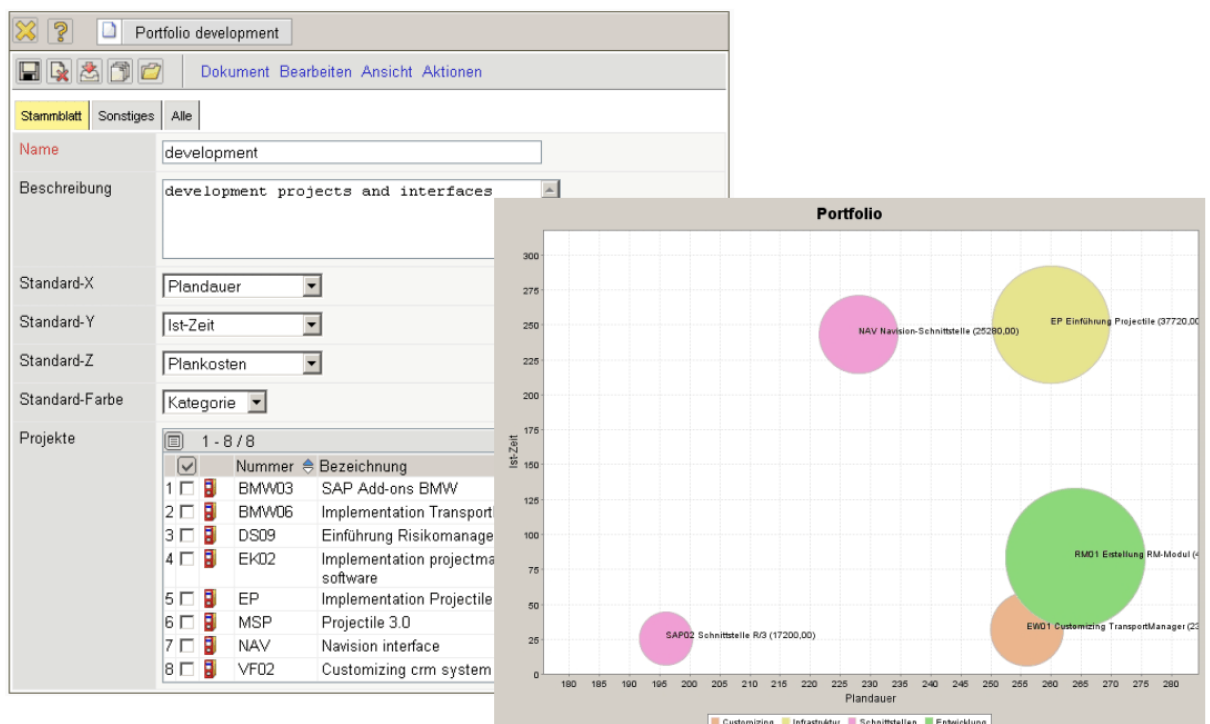 Portfolio development
Dokument Bearbeiten Ansicht Aktionen
Stammblatt Sonstiges Alle
Name development
Beschreibung development projects and interfaces
Standard-X Plandauer
Standard-Y Ist-Zeit
Standard-Z Plankosten
Standard-Farbe Kategorie
Projekte 1 - 8 / 8
Nummer Bezeichnung
1 BMW03 SAP Add-ons BMW
2 BMW06 Implementation Transport
3 DS09 Einführung Risikomanage
4 EK02 Implementation projectma
software
5 EP Implementation Projectile
6 MSP Projectile 3.0
7 NAV Navision interface
8 VF02 Customizing crm system
Portfolio
Ist-Zeit
300
275
250
225
200
175
150
125
100
75
50
25
0
NAV Navision-Schnittstelle (25280,00)
EP Einführung Projectile (37720,00
RM01 Erstellung RM-Modul (4
EW01 Customizing TransportManager (23
SAP02 Schnittstelle R/3 (17200,00)
180 185 190 195 200 205 210 215 220 225 230 235 240 245 250 255 260 265 270 275 280
Plandauer
Customizing Infrastruktur Schnittstellen Entwicklung